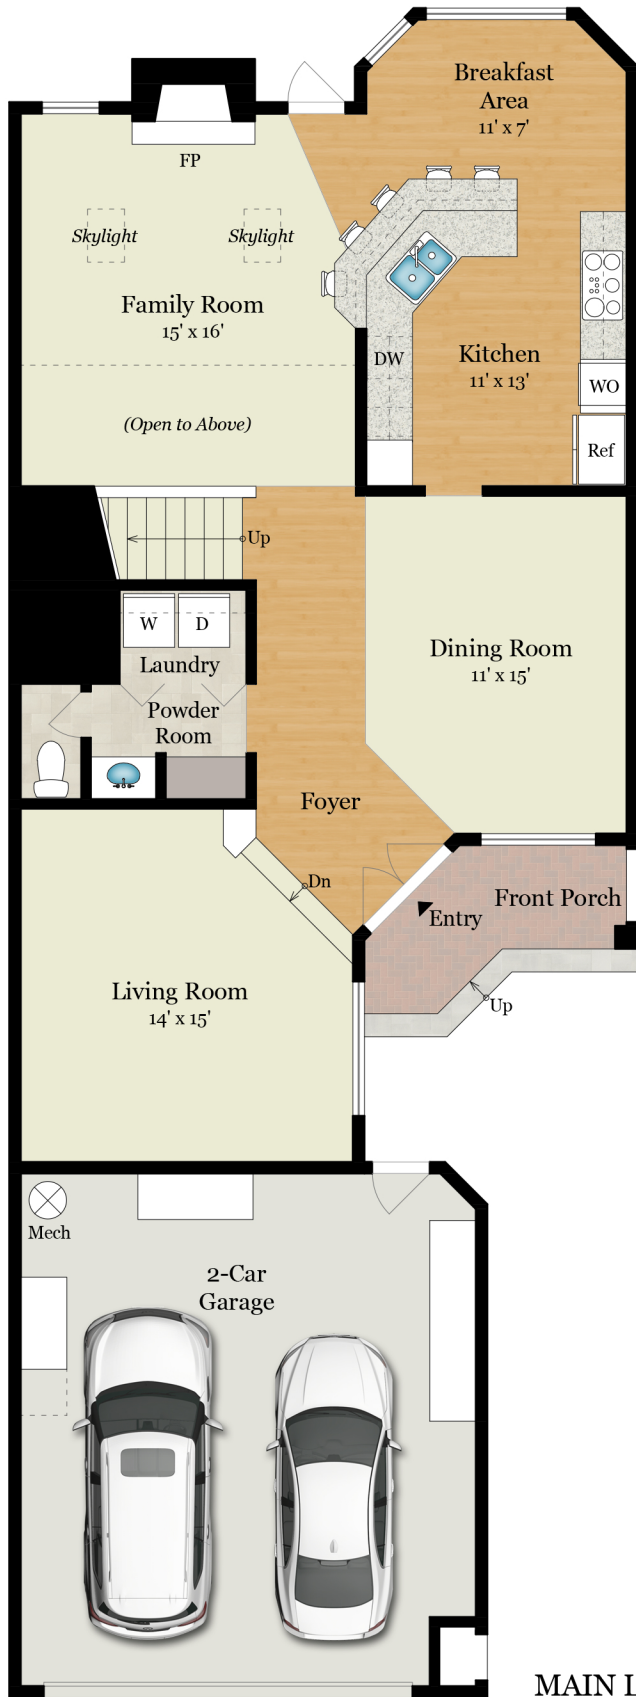 Breakfast
Area
11' x 7'
FP
Skylight
Skylight
Family Room
15' x 16'
(Open to Above)
DW
Kitchen
11' x 13'
WO
Ref
Up
W
D
Laundry
Powder
Room
Dining Room
11' x 15'
Foyer
Dn
Front Porch
Entry
Up
Living Room
14' x 15'
Mech
2-Car
Garage
MAIN L